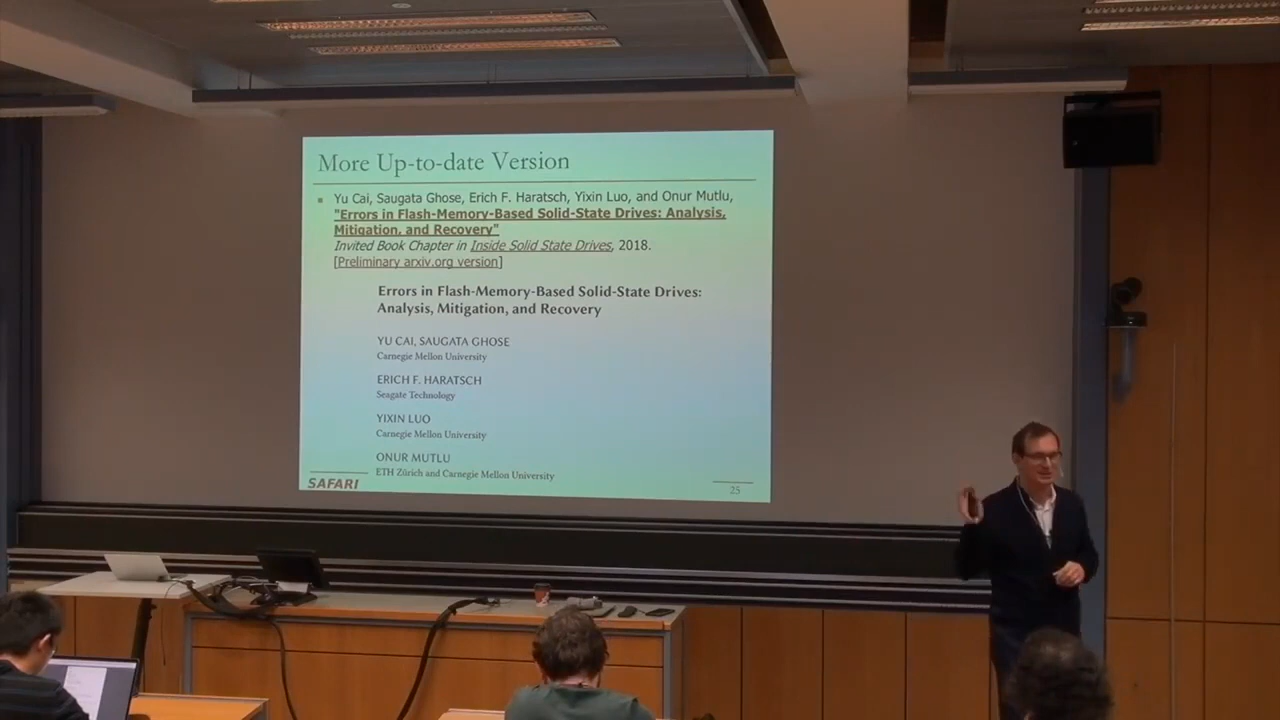 More Up-to-date Version
Yu Cai, Saugata Ghose, Erich F. Haratsch, Yixin Luo, and Onur Mutlu,
"Errors in Flash-Memory-Based Solid-State Drives: Analysis,
Mitigation, and Recovery"
Invited Book Chapter in Inside Solid State Drives, 2018.
[Preliminary arxiv.org version]
Errors in Flash-Memory-Based Solid-State Drives:
Analysis, Mitigation, and Recovery
YU CAI, SAUGATA GHOSE
Carnegie Mellon University
ERICH F. HARATSCH
Seagate Technology
YIXIN LUO
Carnegie Mellon University
ONUR MUTLU
ETH Zürich and Carnegie Mellon University
SAFARI
25